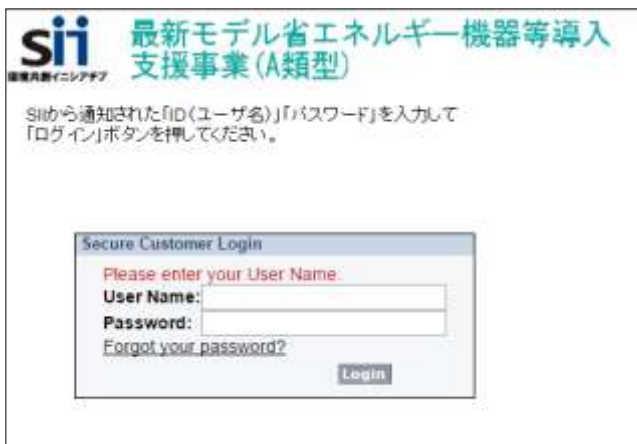 sii
環境共創イニシアチブ
最新モデル省エネルギー機器等導入
支援事業(A類型)
SIIから通知された「ID(ユーザ名)」「パスワード」を入力して
「ログイン」ボタンを押してください。
Secure Customer Login
Please enter your User Name.
User Name:
Password:
Forgot your password?
Login